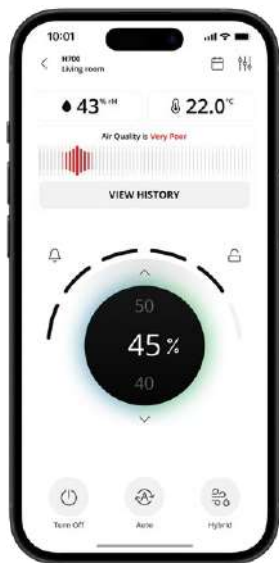 10:01
H700
Living room
43% rH
22.0°C
Air Quality is Very Poor
VIEW HISTORY
50
45%
40
Turn Off
Auto
Hybrid